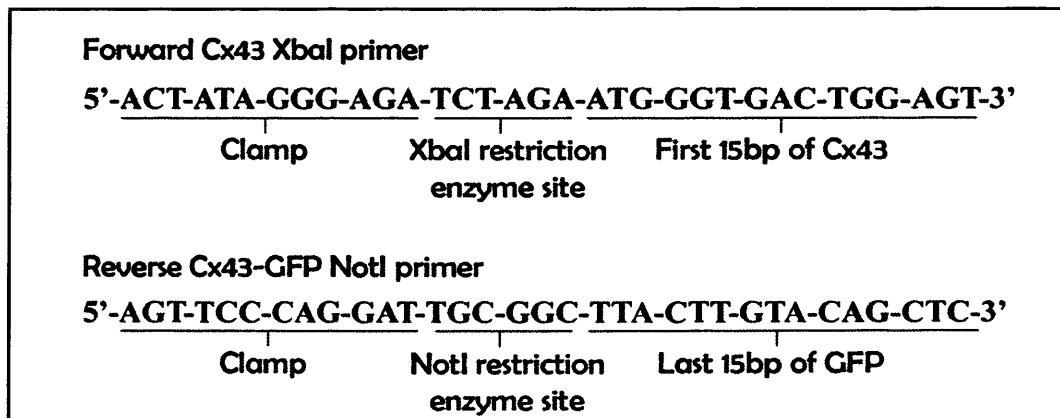 Forward Cx43 XbaI primer
5’-ACT-ATA-GGG-AGA-TCT-AGA-ATG-GGT-GAC-TGG-AGT-3’
Clamp XbaI restriction First 15bp of Cx43
enzyme site
Reverse Cx43-GFP NotI primer
5’-AGT-TCC-CAG-GAT-TGC-GGC-TTA-CTT-GTA-CAG-CTC-3’
Clamp NotI restriction Last 15bp of GFP
enzyme site